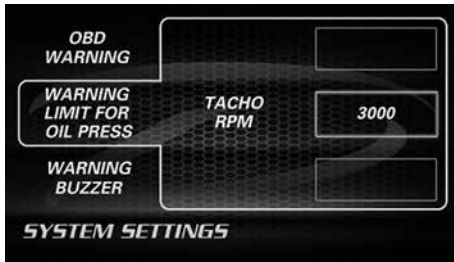 OBD
WARNING
WARNING
LIMIT FOR
OIL PRESS
TACHO
RPM
3000
WARNING
BUZZER
SYSTEM SETTINGS